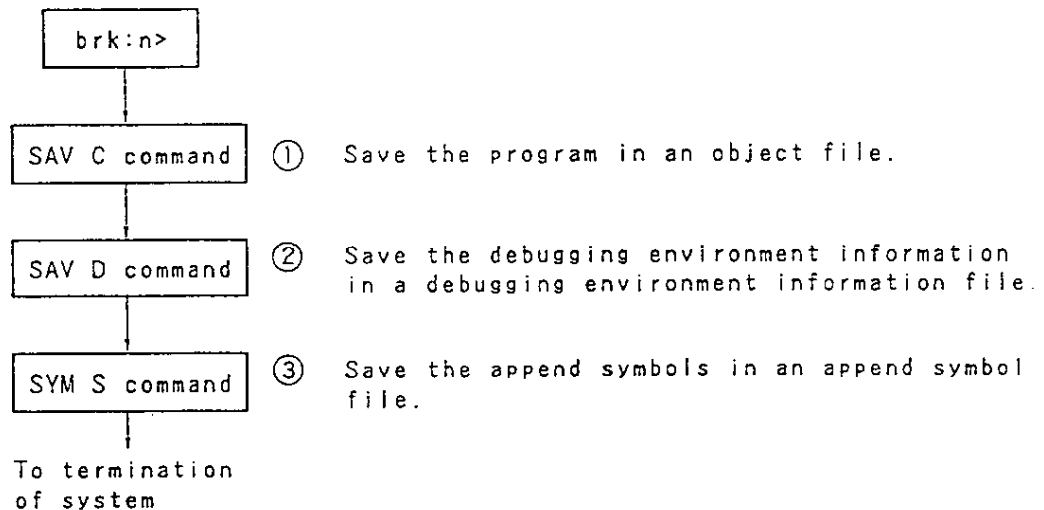 brk:n>
SAV C command ① Save the program in an object file.
SAV D command ② Save the debugging environment information
in a debugging environment information file.
SYM S command ③ Save the append symbols in an append symbol
file.
To termination
of system